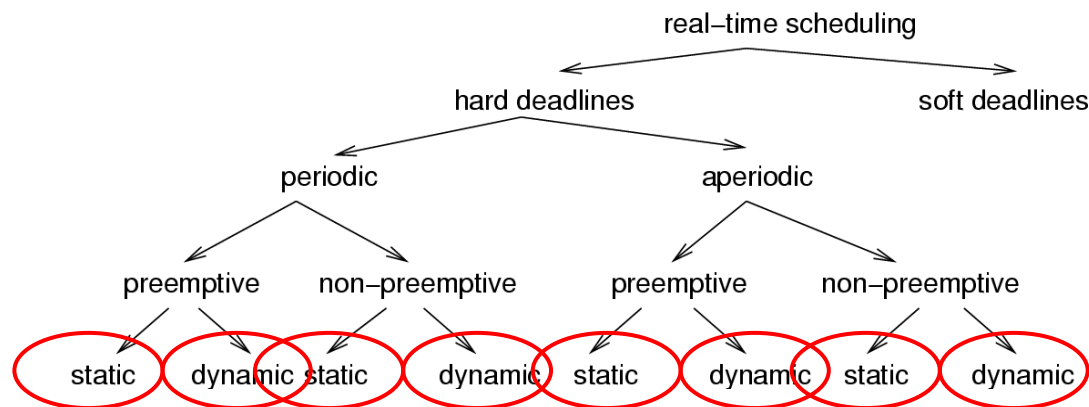 real−time scheduling
hard deadlines soft deadlines
periodic aperiodic
preemptive non−preemptive preemptive non−preemptive
static dynamic static dynamic static dynamic static dynamic